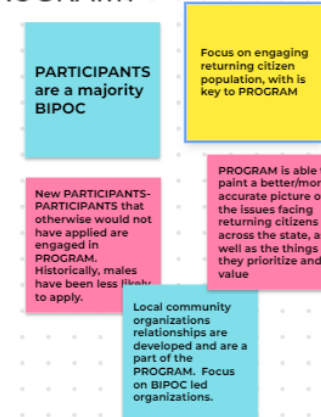 PARTICIPANTS
are a majority
BIPOC
Focus on engaging
returning citizen
population, with is
key to PROGRAM
New PARTICIPANTS-
PARTICIPANTS that
otherwise would not
have applied are
engaged in
PROGRAM.
Historically, males
have been less likely
to apply.
PROGRAM is able
paint a better/mor
accurate picture o
the issues facing
returning citizens
across the state, a
well as the things
they prioritize and
value
Local community
organizations
relationships are
developed and are a
part of the
PROGRAM. Focus
on BIPOC led
organizations.